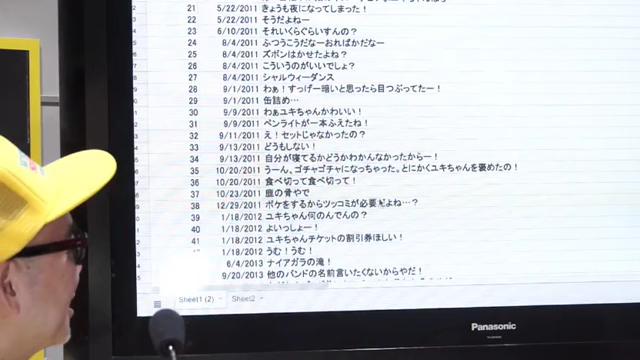 21 5/22/2011 きょうも夜になってしまった！
22 5/22/2011 そうだよねー
23 6/10/2011 それいくらぐらいすんの？
24 8/4/2011 ふつうこうだなーおればかだなー
25 8/4/2011 ズボンはかせたよね？
26 8/4/2011 こういうのがいいでしょ？
27 8/4/2011 シャルウィーダンス
28 9/1/2011 わぁ！すっげー暗いと思ったら目つぶってたー！
29 9/1/2011 缶詰め…
30 9/9/2011 わぁユキちゃんかわいい！
31 9/9/2011 ペンライトが一本ふえたね！
32 9/11/2011 え！セットじゃなかったの？
33 9/13/2011 どうもしない！
34 9/13/2011 自分が寝てるかどうかわかんなかったからー！
35 10/20/2011 うーん、ゴチャゴチャになっちゃった。とにかくユキちゃんを褒めたの！
36 10/20/2011 食べ切って食べ切って！
37 10/23/2011 鹿の骨やで
38 12/29/2011 ボケをするからツッコミが必要だよね…？
39 1/18/2012 ユキちゃん何のんでんの？
40 1/18/2012 よいっしょー！
41 1/18/2012 ユキちゃんチケットの割引券ほしい！
1/18/2012 うむ！うむ！
6/4/2013 ナイアガラの滝！
9/20/2013 他のバンドの名前言いたくないからやだ！
Sheet1 (2) Sheet2
Panasonic